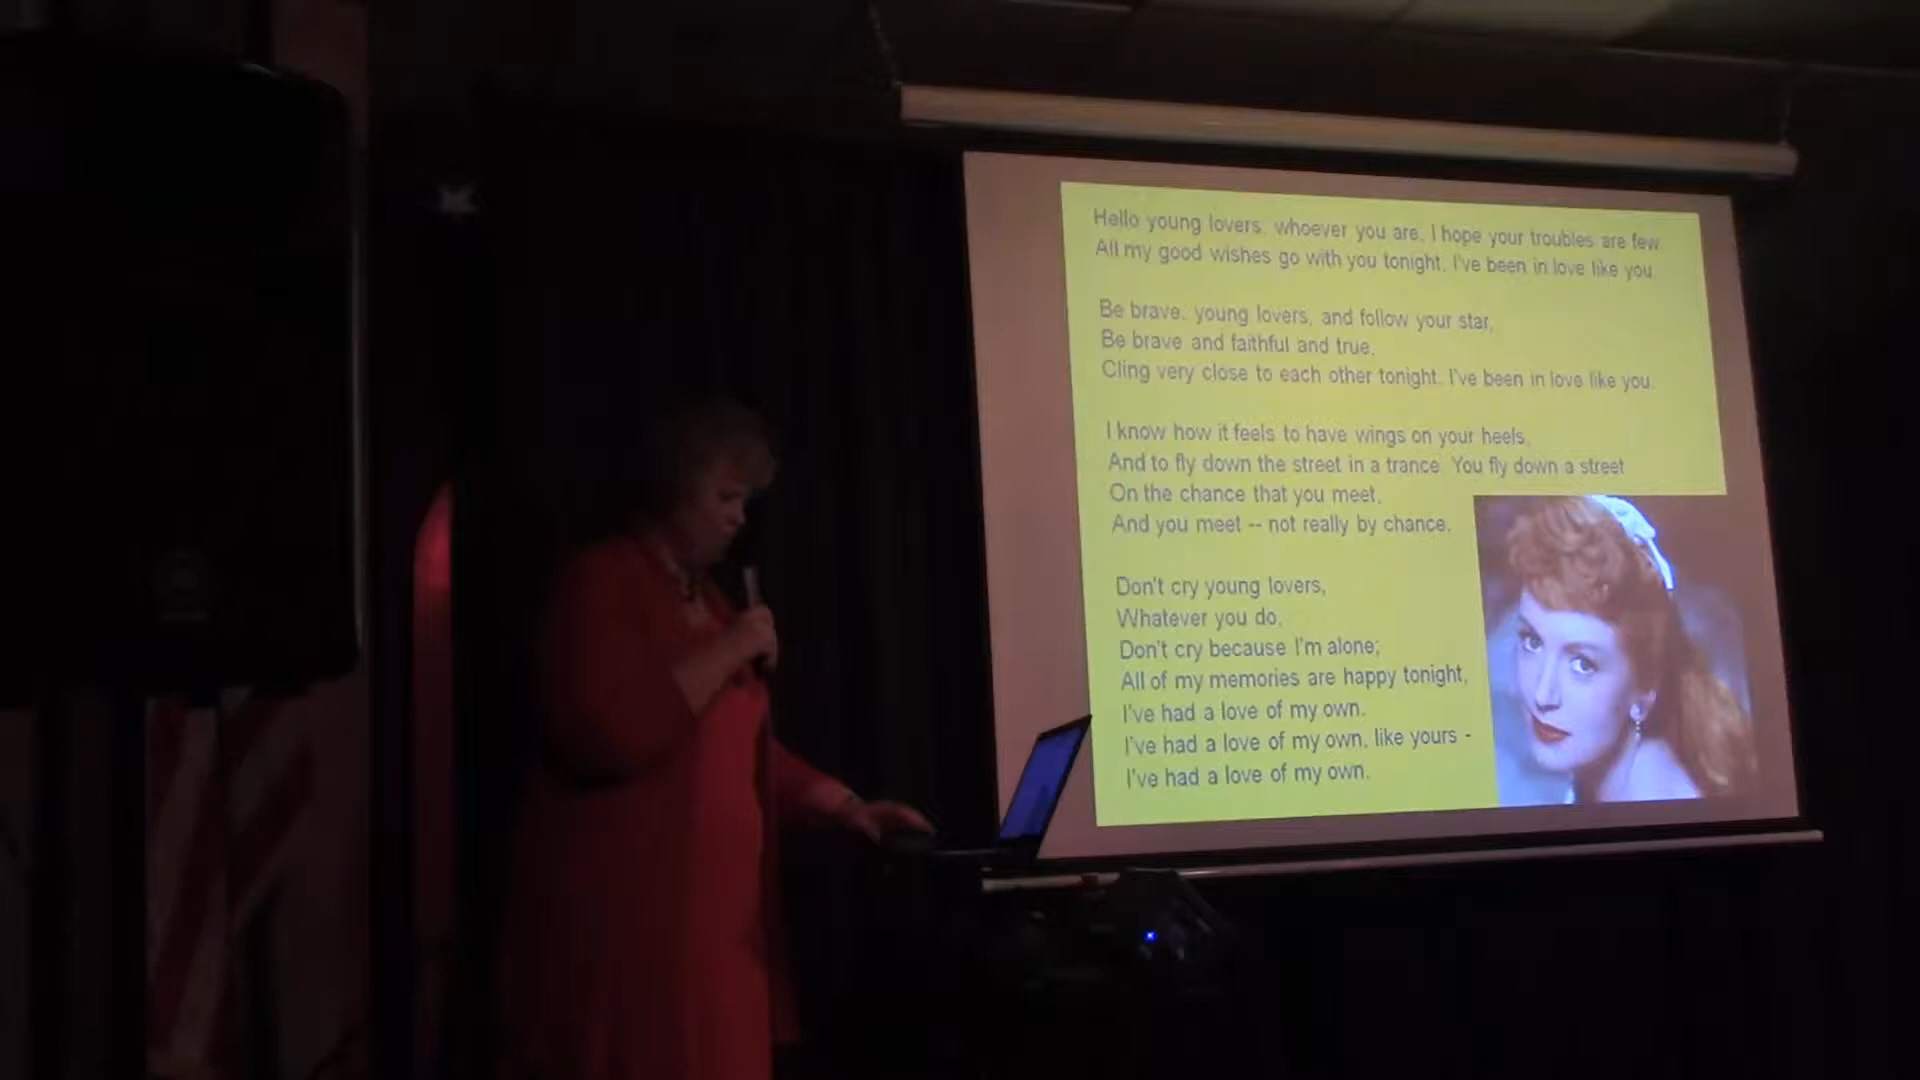 Hello young lovers, whoever you are, I hope your troubles are few.
All my good wishes go with you tonight, I've been in love like you.
Be brave, young lovers, and follow your star,
Be brave and faithful and true,
Cling very close to each other tonight. I've been in love like you.
I know how it feels to have wings on your heels,
And to fly down the street in a trance. You fly down a street
On the chance that you meet,
And you meet -- not really by chance.
Don't cry young lovers,
Whatever you do,
Don't cry because I'm alone;
All of my memories are happy tonight,
I've had a love of my own.
I've had a love of my own, like yours -
I've had a love of my own.